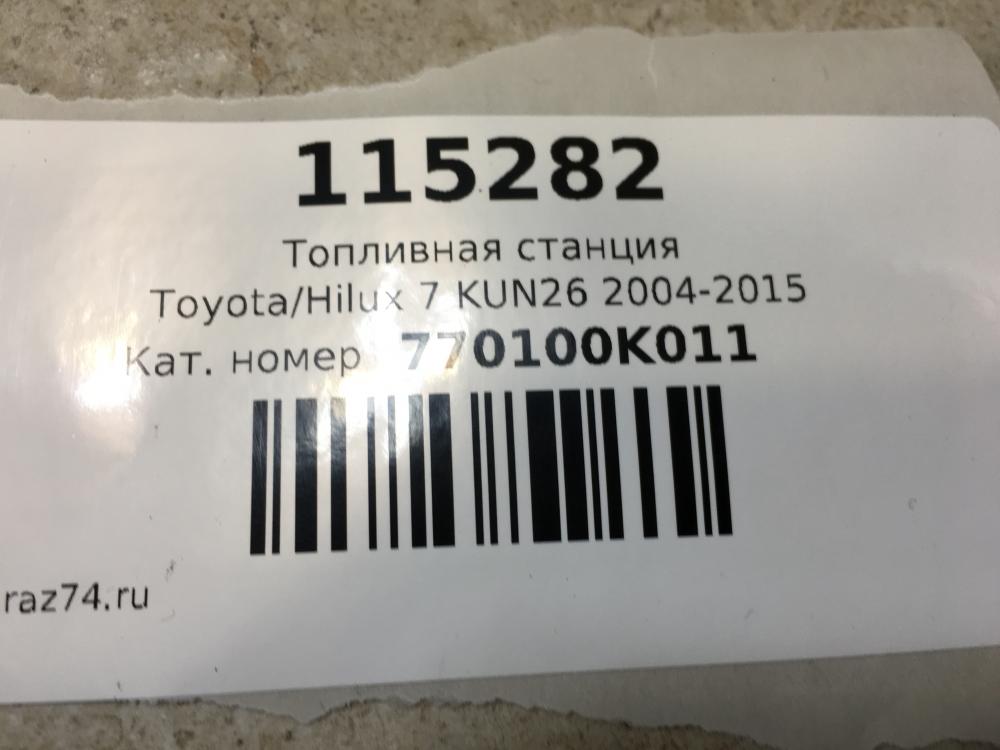 115282
Топливная станция
Toyota/Hilux 7 KUN26 2004-2015
Кат. номер 770100K011
raz74.ru